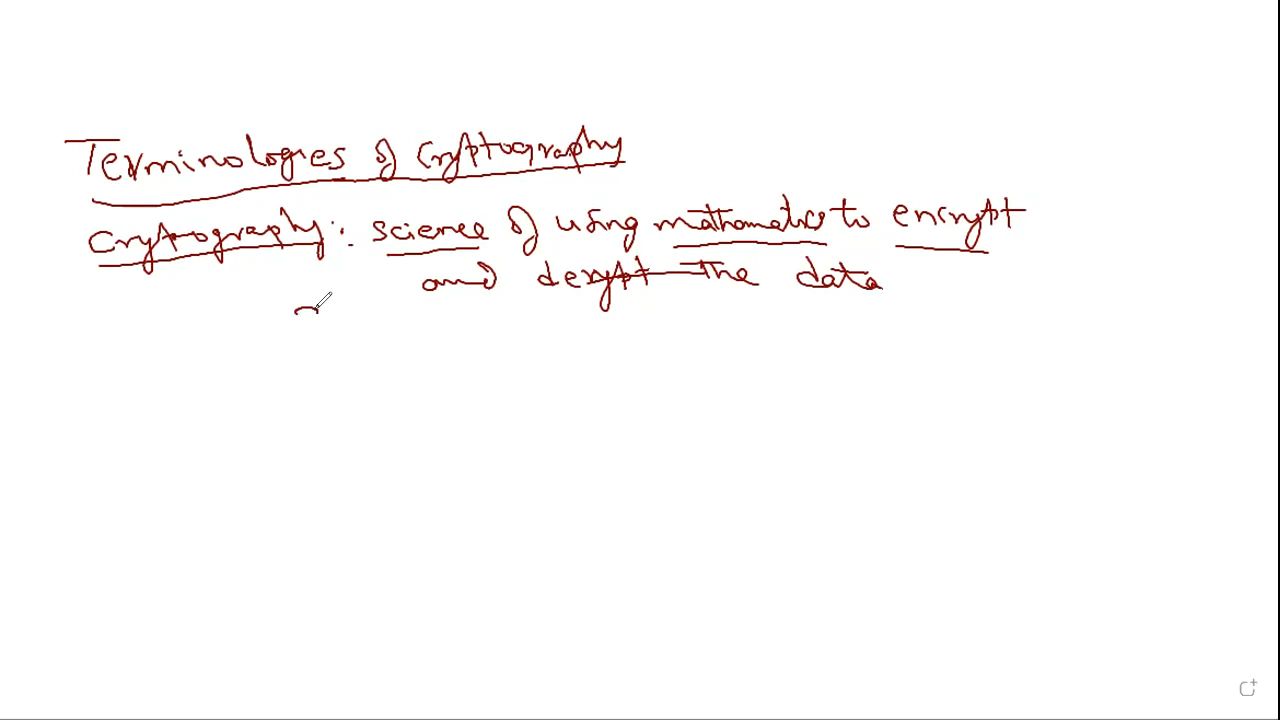 Terminologies of Cryptography
Cryptography: science of using mathematics to encrypt
and decrypt the data